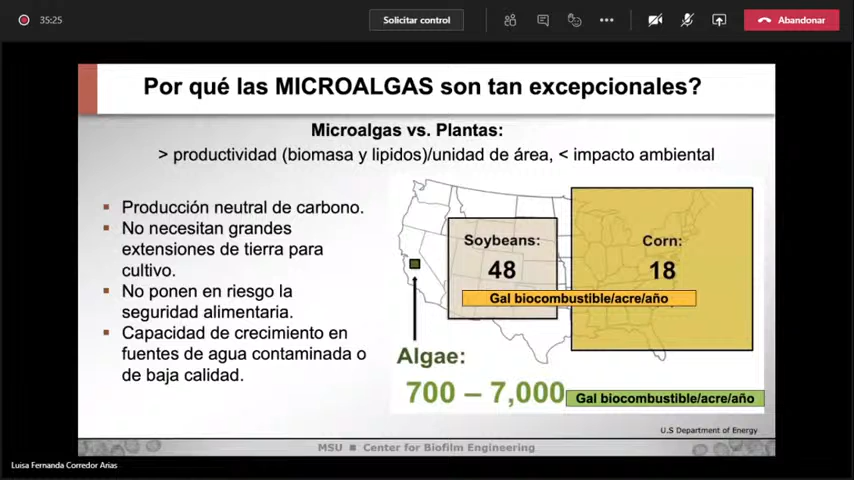 35:25
Solicitar control
Abandonar
Por qué las MICROALGAS son tan excepcionales?
Microalgas vs. Plantas:
> productividad (biomasa y lipidos)/unidad de área, < impacto ambiental
▪ Producción neutral de carbono.
▪ No necesitan grandes
extensiones de tierra para
cultivo.
▪ No ponen en riesgo la
seguridad alimentaria.
▪ Capacidad de crecimiento en
fuentes de agua contaminada o
de baja calidad.
Soybeans:
48
Corn:
18
Gal biocombustible/acre/año
Algae:
700 – 7,000
Gal biocombustible/acre/año
U.S Department of Energy
MSU ■ Center for Biofilm Engineering
Luisa Fernanda Corredor Arias